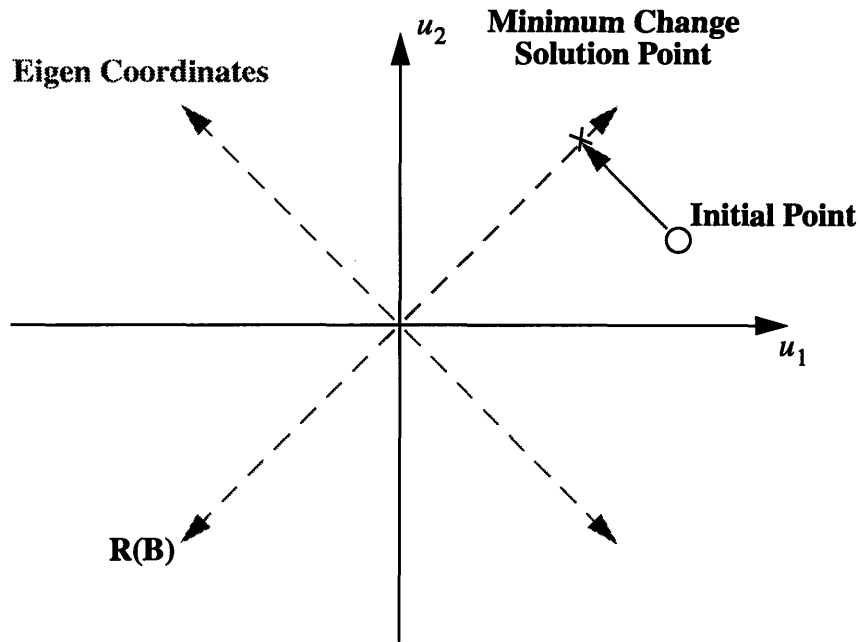 u2
Minimum Change
Solution Point
Eigen Coordinates
Initial Point
u1
R(B)